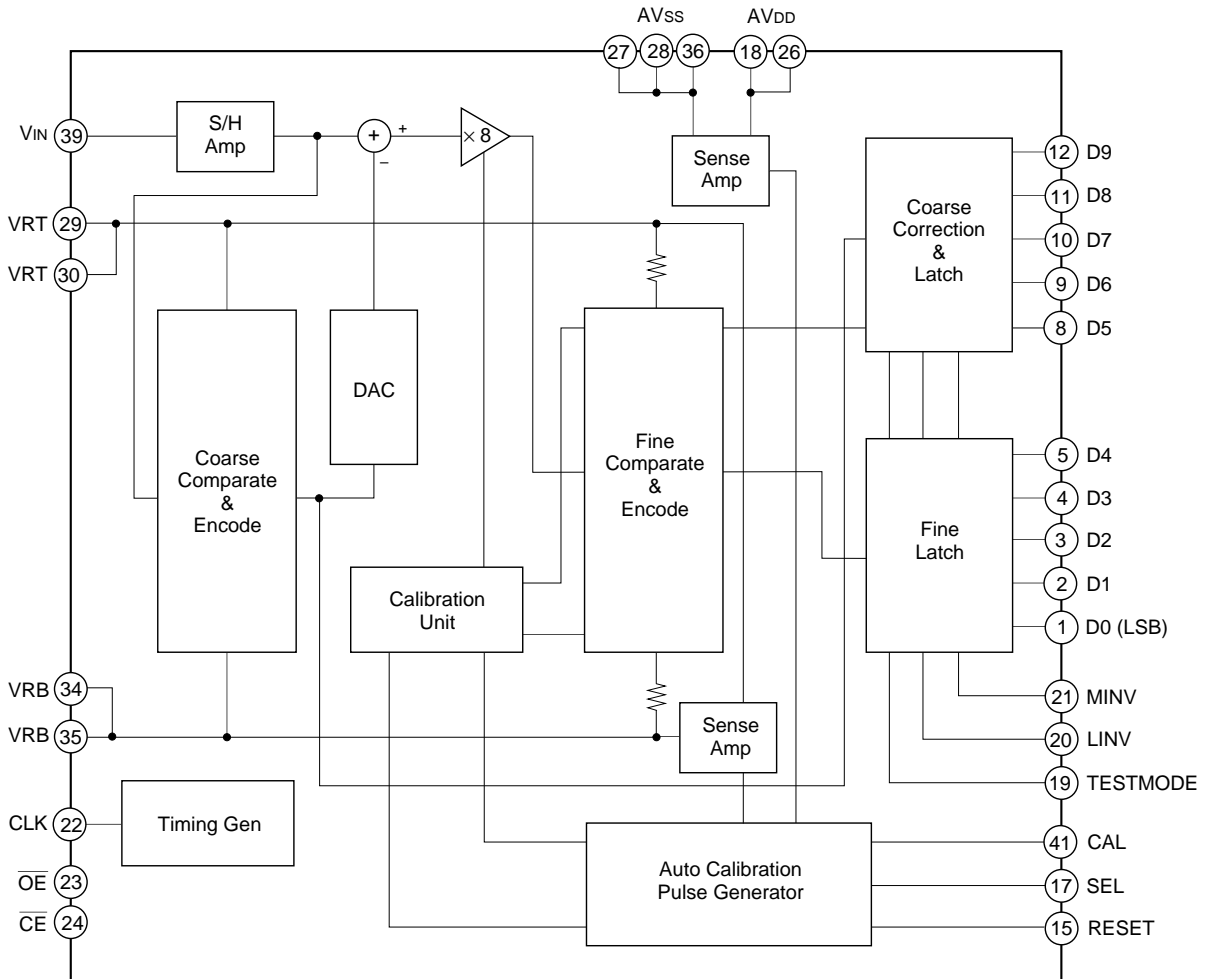 AVSS AVDD
27 28 36 18 26
VIN 39
S/H
Amp
+
+
−
× 8
Sense
Amp
VRT 29
VRT 30
Coarse
Correction
&
Latch
12 D9
11 D8
10 D7
9 D6
8 D5
DAC
Coarse
Comparate
&
Encode
Fine
Comparate
&
Encode
Fine
Latch
5 D4
4 D3
3 D2
2 D1
1 D0 (LSB)
Calibration
Unit
VRB 34
VRB 35
Sense
Amp
21 MINV
20 LINV
19 TESTMODE
CLK 22
Timing Gen
OE 23
CE 24
Auto Calibration
Pulse Generator
41 CAL
17 SEL
15 RESET